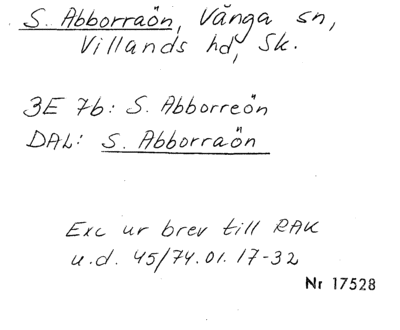 S. Abborraön, Vånga sn,
Villands hd, Sk.
3E 7b: S. Abborreön
DAL: S. Abborraön
Exc ur brev till RAK
u.d. 45/74.01.17-32
Nr 17528